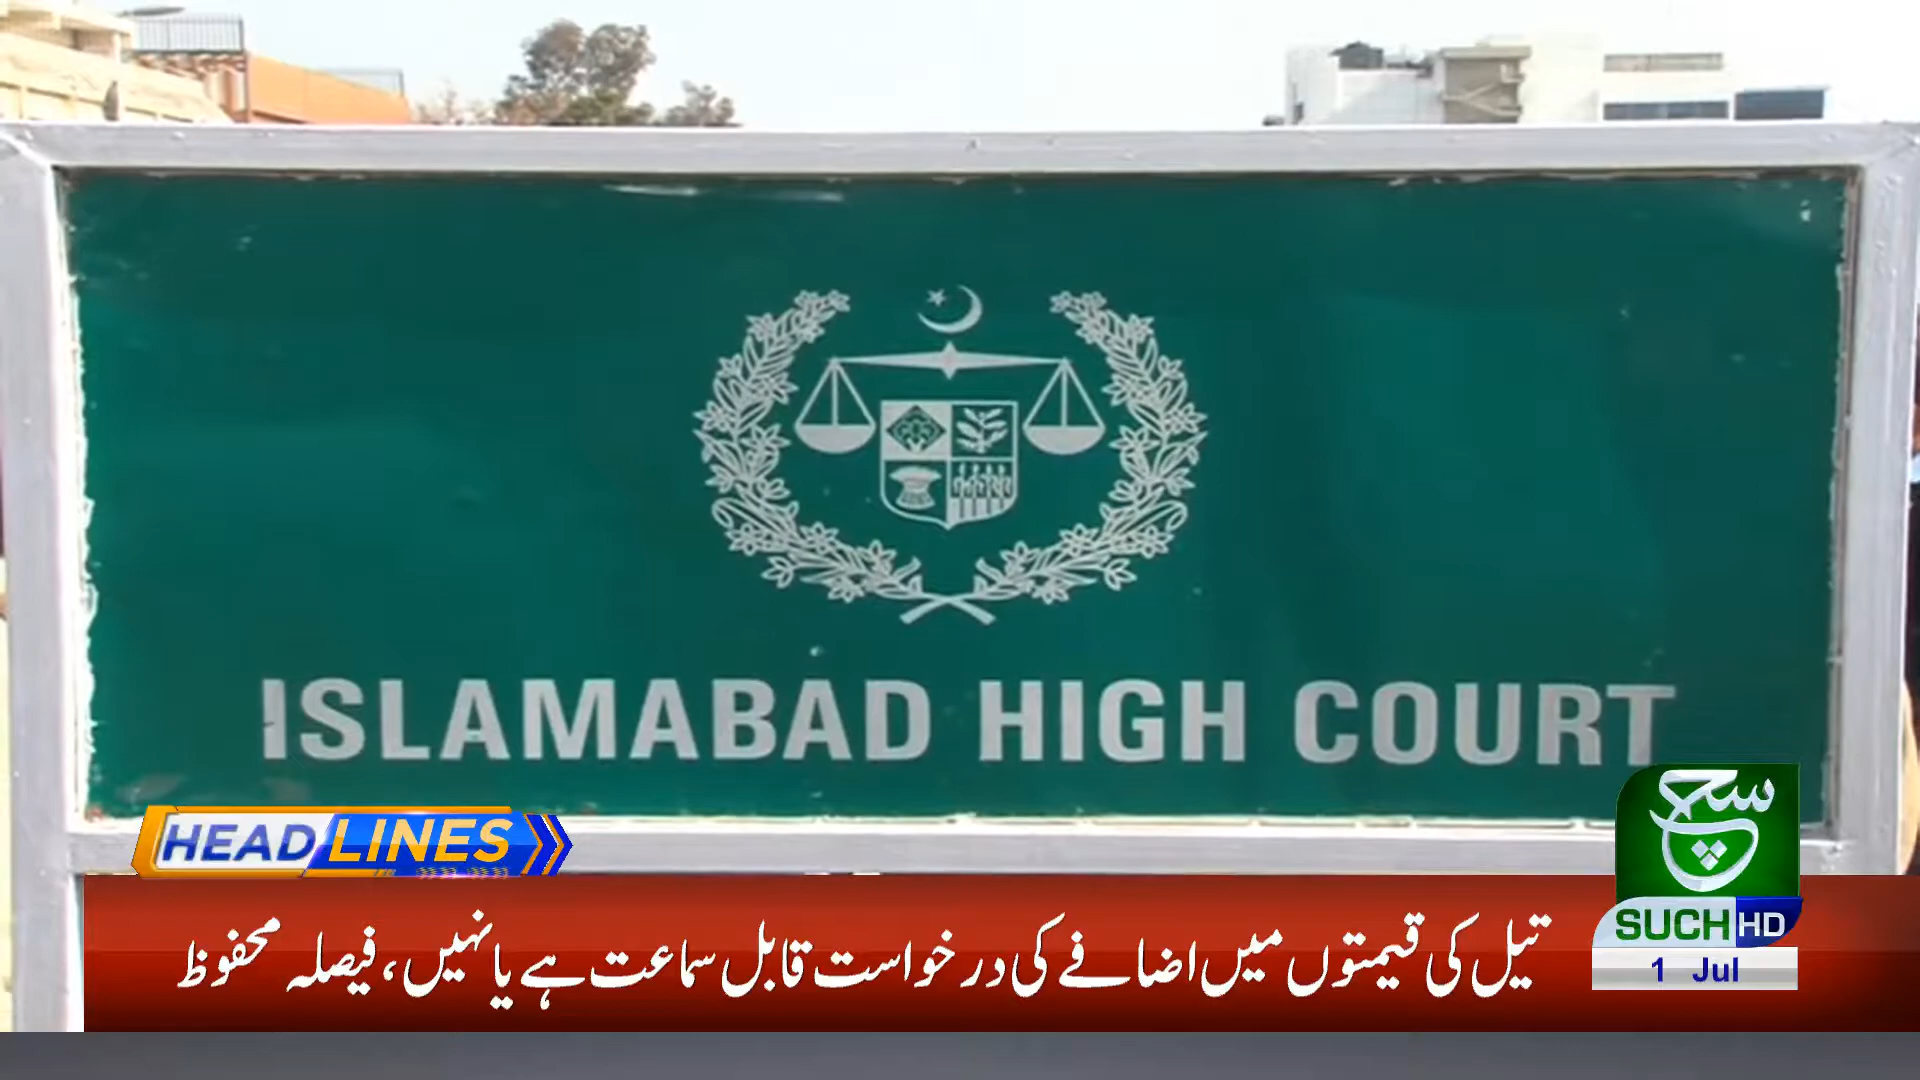 ISLAMABAD HIGH COURT
HEADLINES
سچ
SUCH HD
1 Jul
تیل کی قیمتوں میں اضافے کی درخواست قابل سماعت ہے یا نہیں، فیصلہ محفوظ